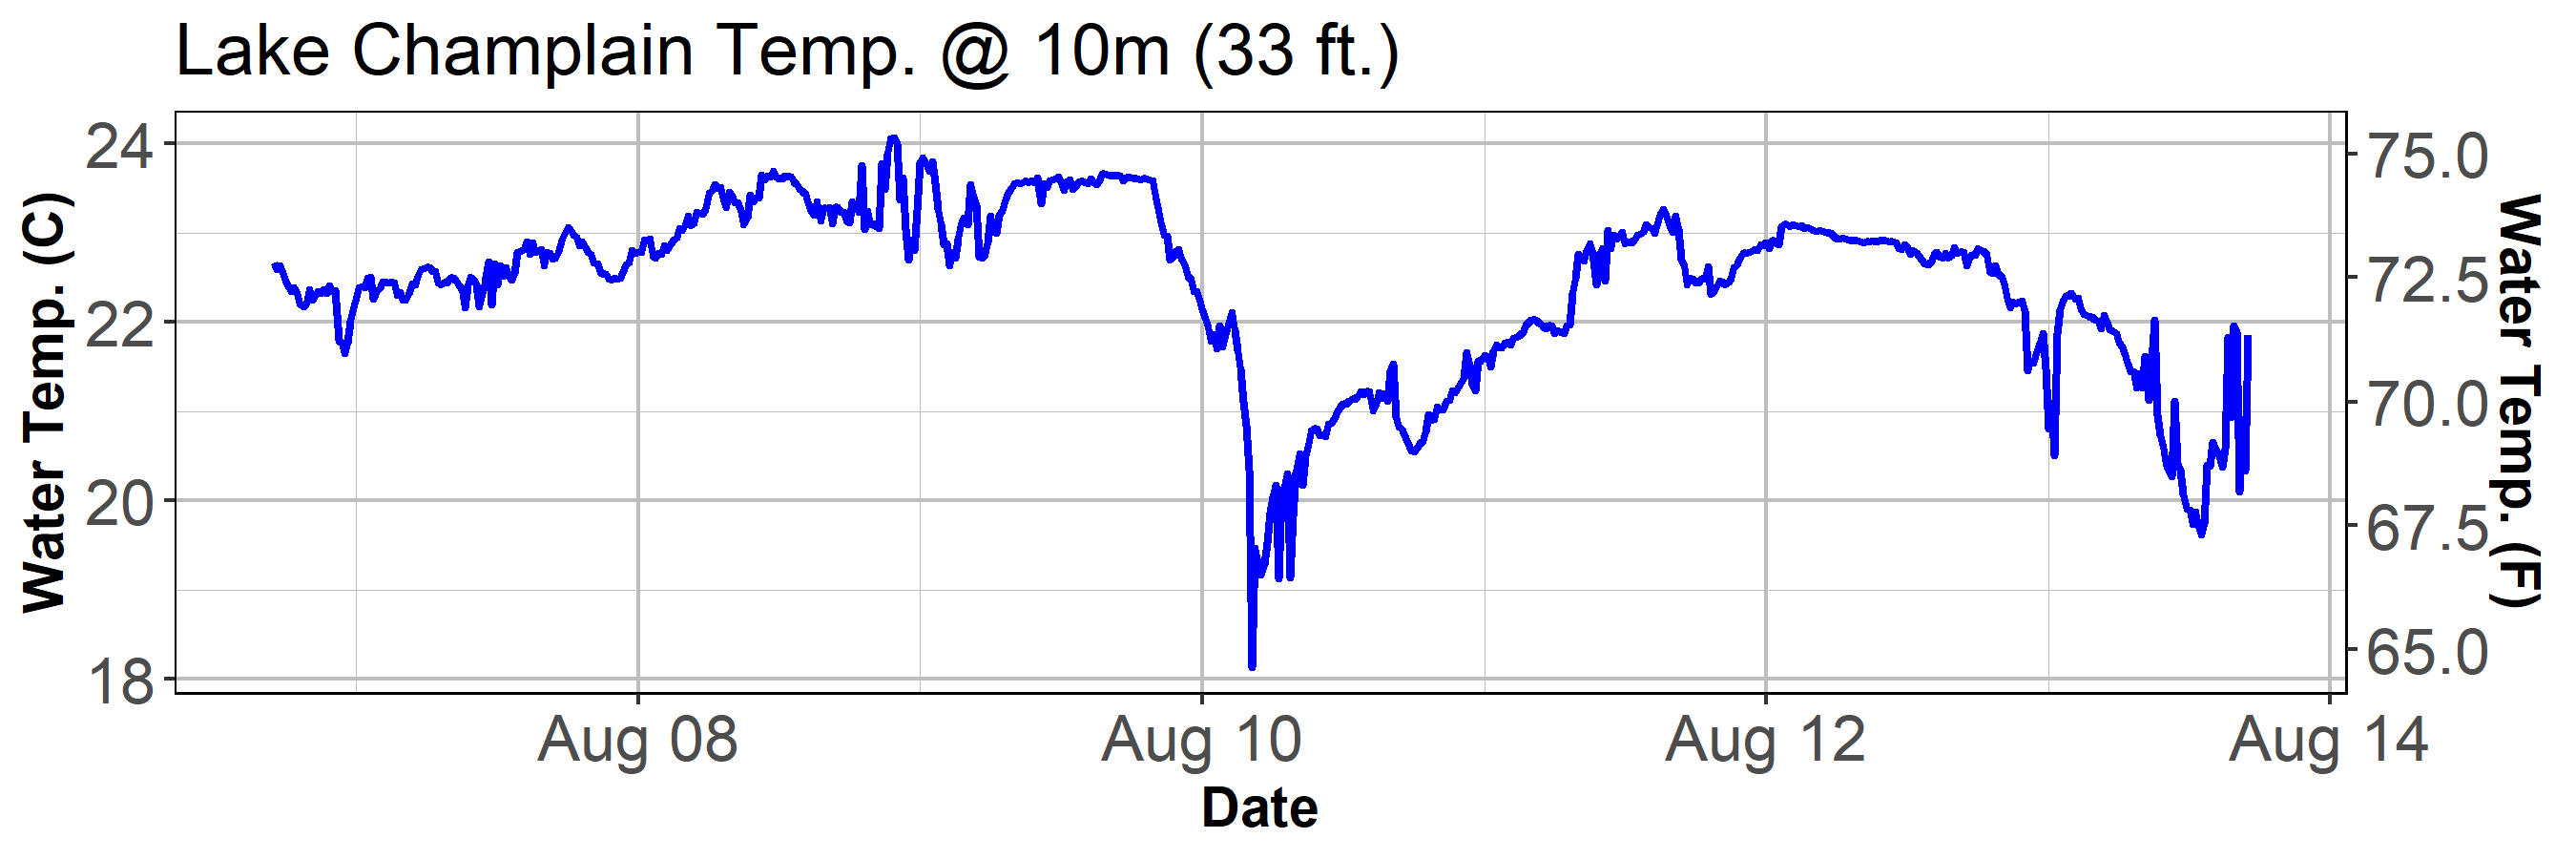 Lake Champlain Temp. @ 10m (33 ft.)
Water Temp. (C)
24
22
20
18
75.0
72.5
70.0
67.5
65.0
Water Temp. (F)
Aug 08
Aug 10
Aug 12
Aug 14
Date